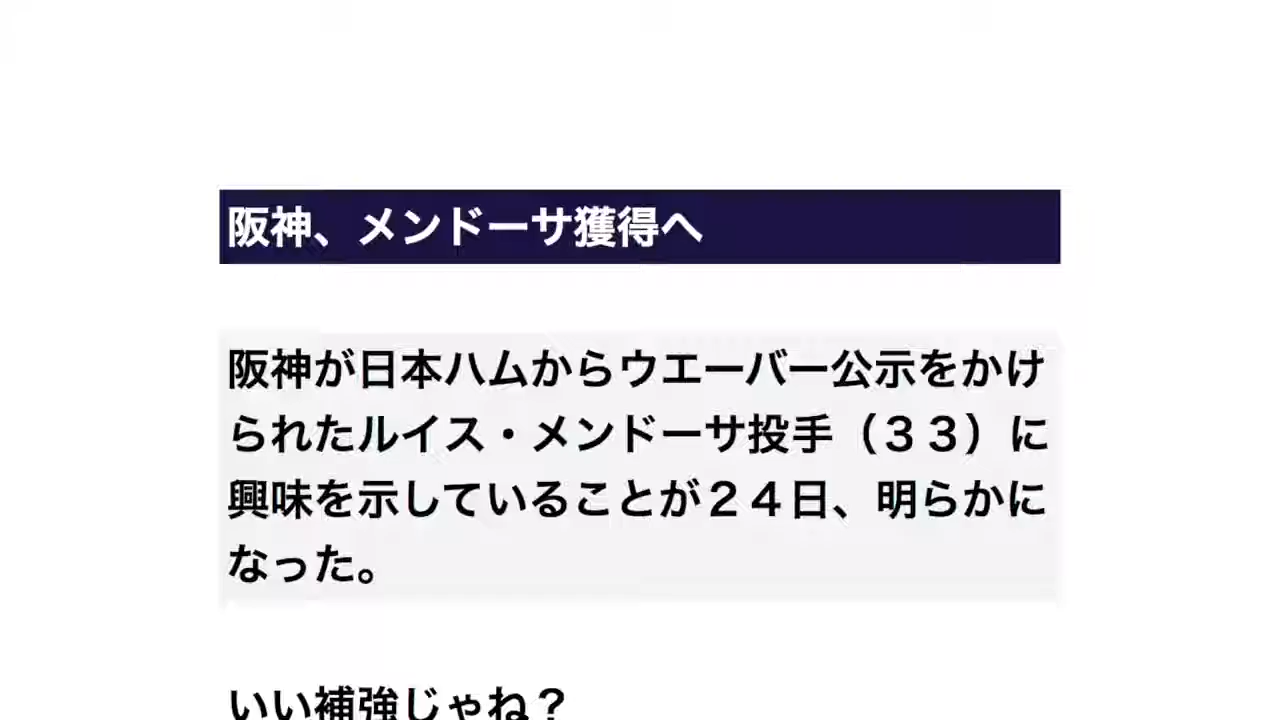 阪神、メンドーサ獲得へ
阪神が日本ハムからウエーバー公示をかけ
られたルイス・メンドーサ投手（３３）に
興味を示していることが２４日、明らかに
なった。
いい補強じゃね？